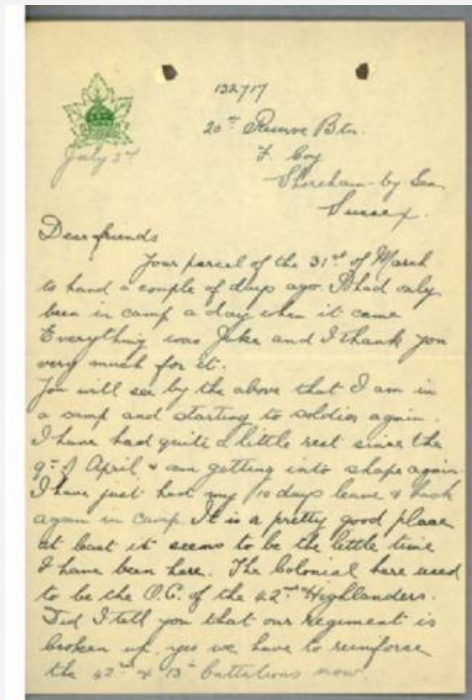 132717
20th Reserve Btn.
F. Coy
Shoreham-by-Sea
Sussex.
July 27
Dear friends
Your parcel of the 31st of March
to hand a couple of days ago. I had only
been in camp a day when it came
Everything was Jake and I thank you
very much for it.
You will see by the above that I am in
a camp and starting to soldier again.
I have had quite a little rest since the
9th of April & am getting into shape again
I have just had my 10 days leave & back
again in camp. It is a pretty good place
at least it seems to be the little time
I have been here. The Colonial here used
to be the O.C. of the 42nd Highlanders.
Did I tell you that our regiment is
broken up. yes we have to reinforce
the 42nd & 13th battalions now.